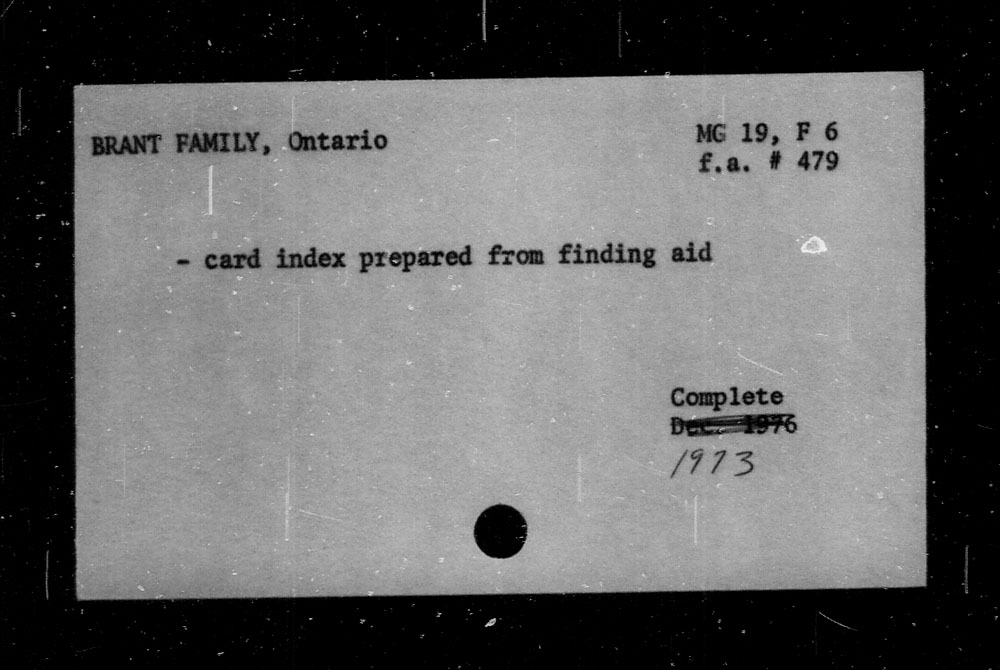 BRANT FAMILY, Ontario
MG 19, F 6
f.a. # 479
- card index prepared from finding aid
Complete
Dec. 1976
1973